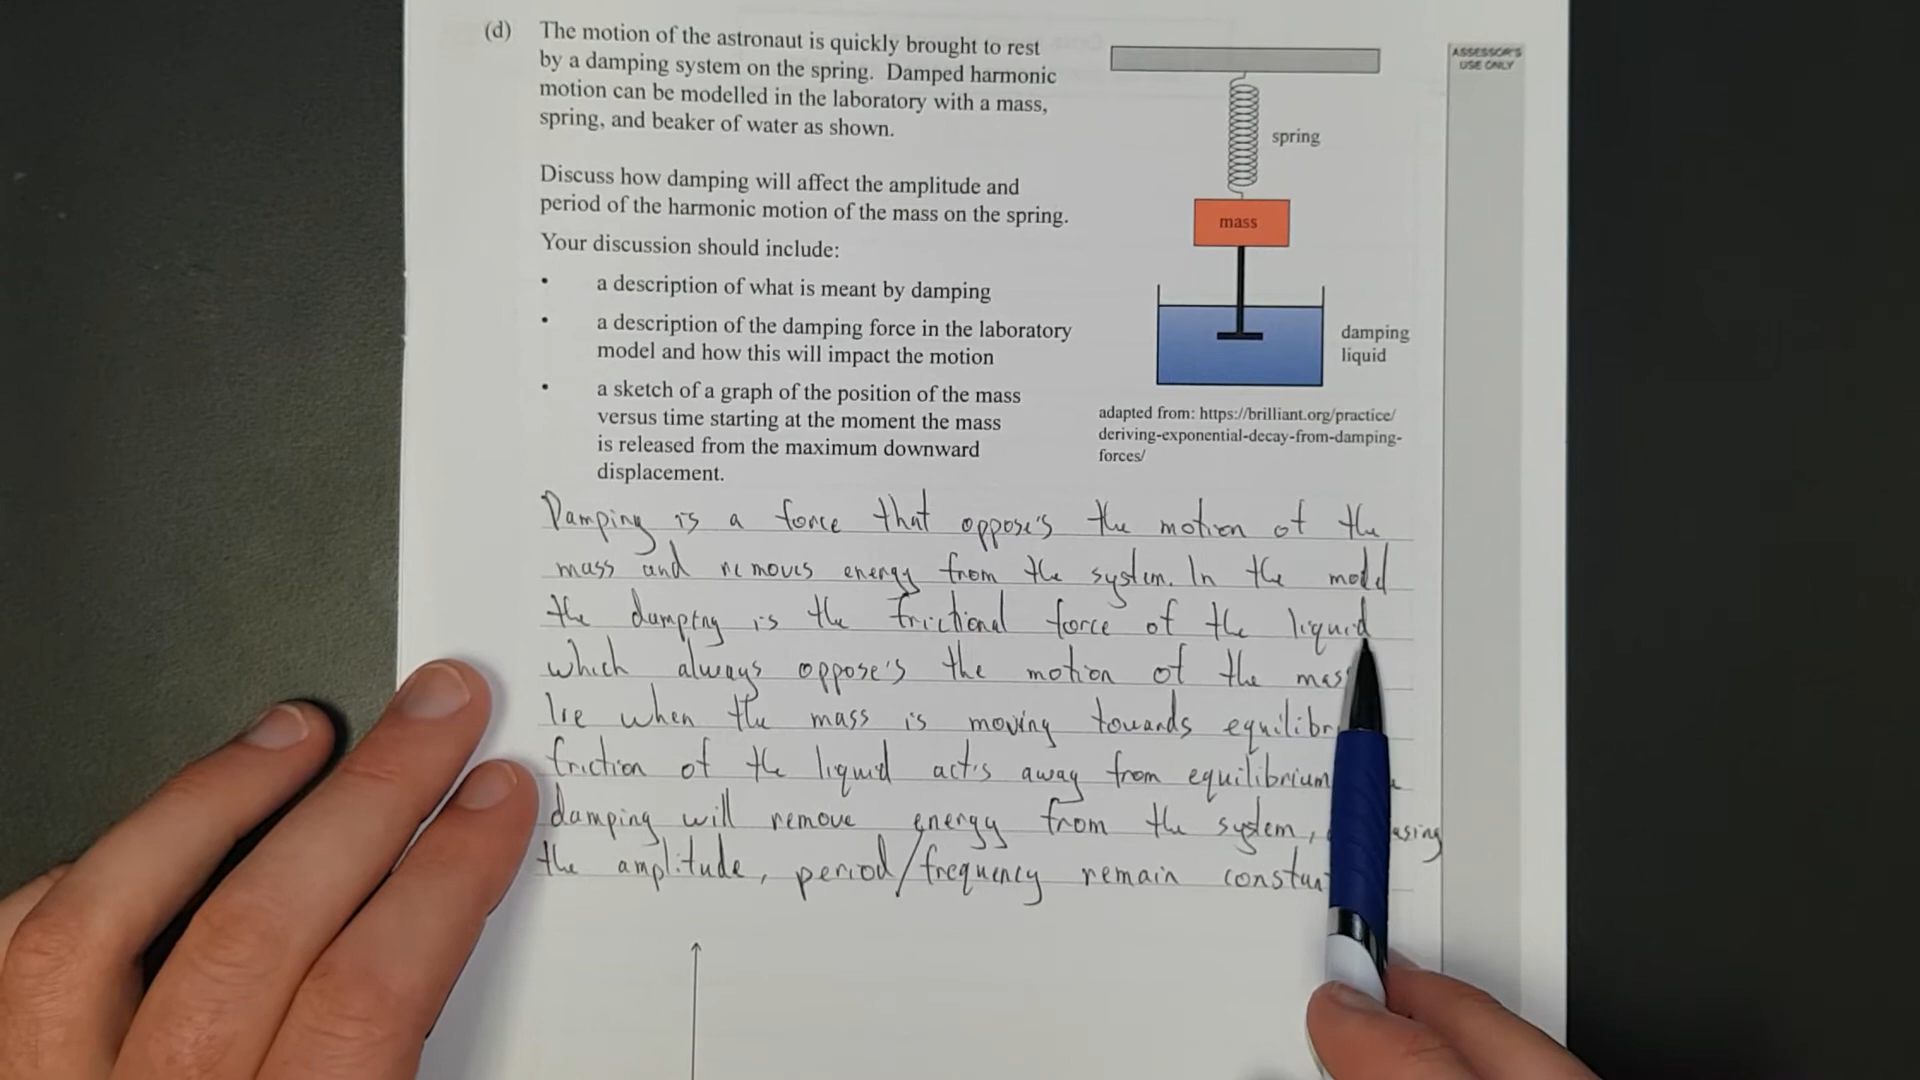 (d) The motion of the astronaut is quickly brought to rest
by a damping system on the spring. Damped harmonic
motion can be modelled in the laboratory with a mass,
spring, and beaker of water as shown.
Discuss how damping will affect the amplitude and
period of the harmonic motion of the mass on the spring.
Your discussion should include:
• a description of what is meant by damping
• a description of the damping force in the laboratory
model and how this will impact the motion
• a sketch of a graph of the position of the mass
versus time starting at the moment the mass
is released from the maximum downward
displacement.
spring
mass
damping
liquid
adapted from: https://brilliant.org/practice/
deriving-exponential-decay-from-damping-
forces/
ASSESSOR'S
USE ONLY
Damping is a force that oppose's the motion of the
mass and removes energy from the system. In the model
the damping is the frictional force of the liquid
which always oppose's the motion of the mass
when the mass is moving towards
friction of the liquid act's away from equilibrium
damping will remove energy from the system,
the amplitude, period/frequency remain